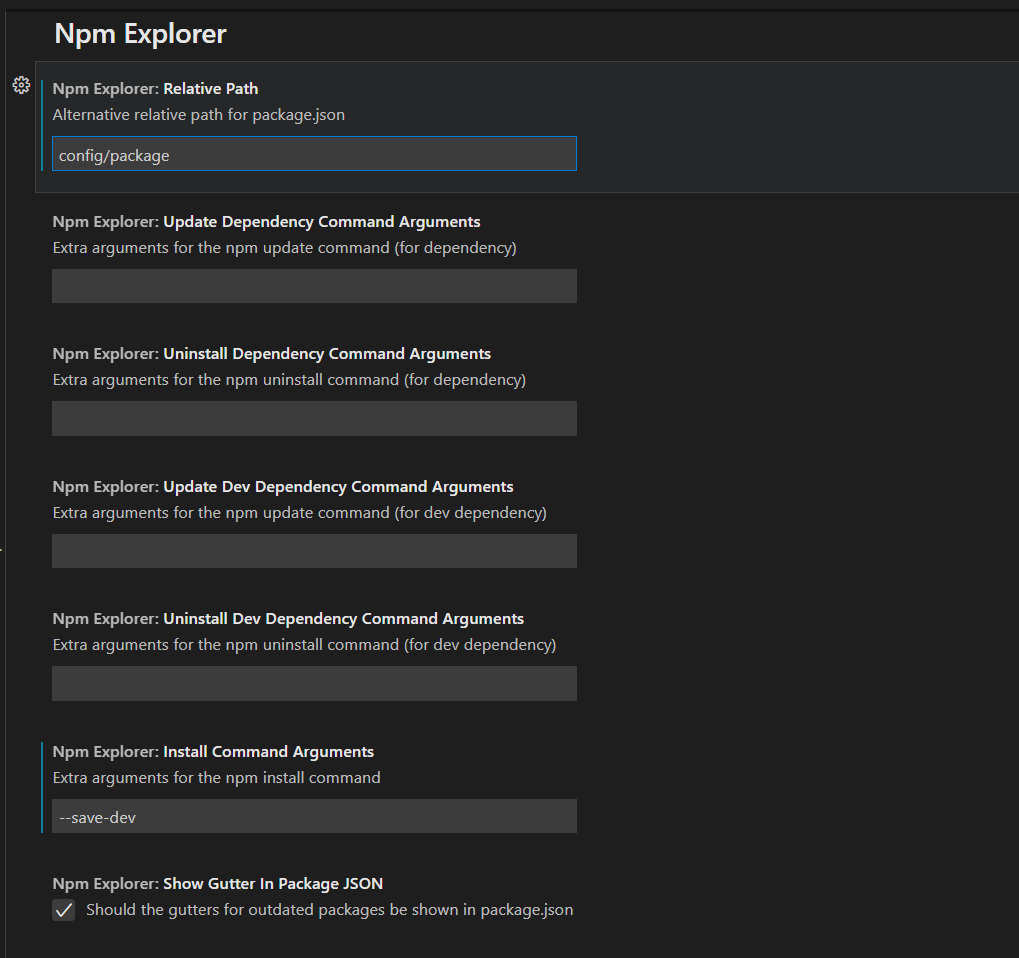 Npm Explorer
Npm Explorer: Relative Path
Alternative relative path for package.json
config/package
Npm Explorer: Update Dependency Command Arguments
Extra arguments for the npm update command (for dependency)
Npm Explorer: Uninstall Dependency Command Arguments
Extra arguments for the npm uninstall command (for dependency)
Npm Explorer: Update Dev Dependency Command Arguments
Extra arguments for the npm update command (for dev dependency)
Npm Explorer: Uninstall Dev Dependency Command Arguments
Extra arguments for the npm uninstall command (for dev dependency)
Npm Explorer: Install Command Arguments
Extra arguments for the npm install command
--save-dev
Npm Explorer: Show Gutter In Package JSON
Should the gutters for outdated packages be shown in package.json